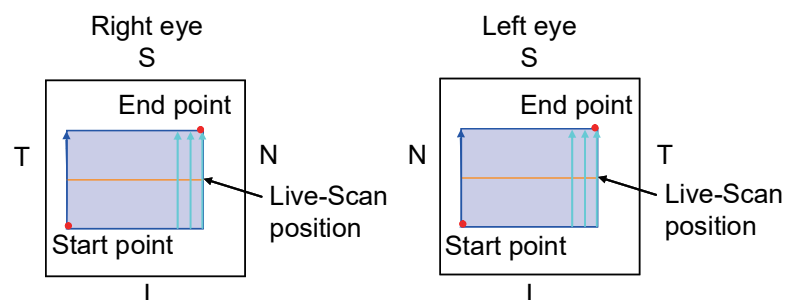 Right eye
S
End point
T
N
Live-Scan
position
Start point
I
Left eye
S
End point
N
T
Live-Scan
position
Start point
I